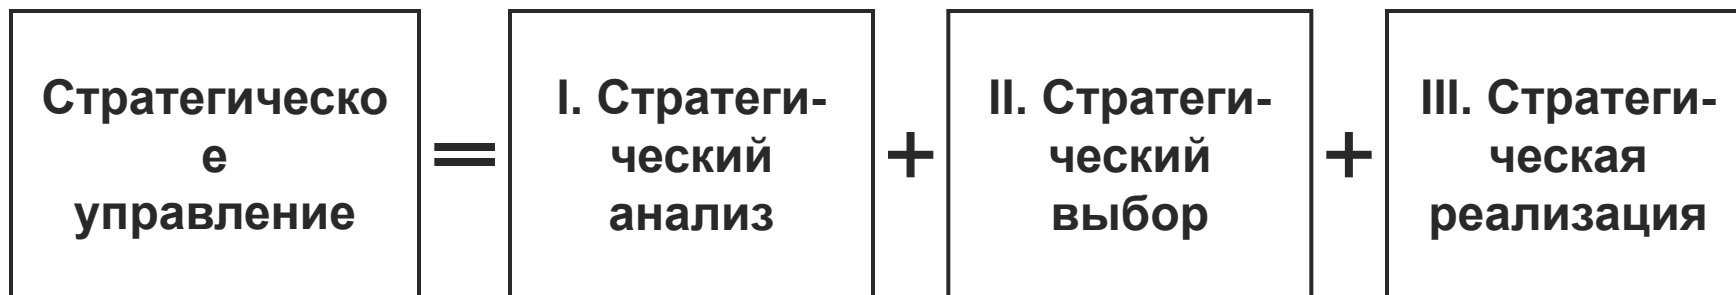 Стратегическо
е
управление
=
I. Стратеги-
ческий
анализ
+
II. Стратеги-
ческий
выбор
+
III. Стратеги-
ческая
реализация